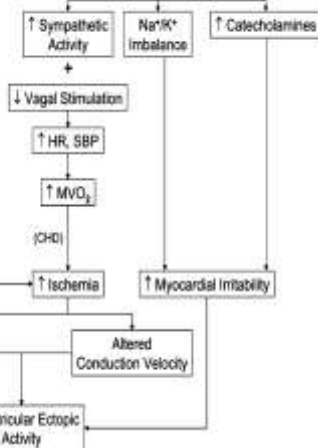 ↑ Sympathetic
Activity
Na⁺/K⁺
Imbalance
↑ Catecholamines
+
↓ Vagal Stimulation
↑ HR, SBP
↑ MVO₂
(CHD)
↑ Ischemia
↑ Myocardial Irritability
Altered
Conduction Velocity
ricular Ectopic
Activity